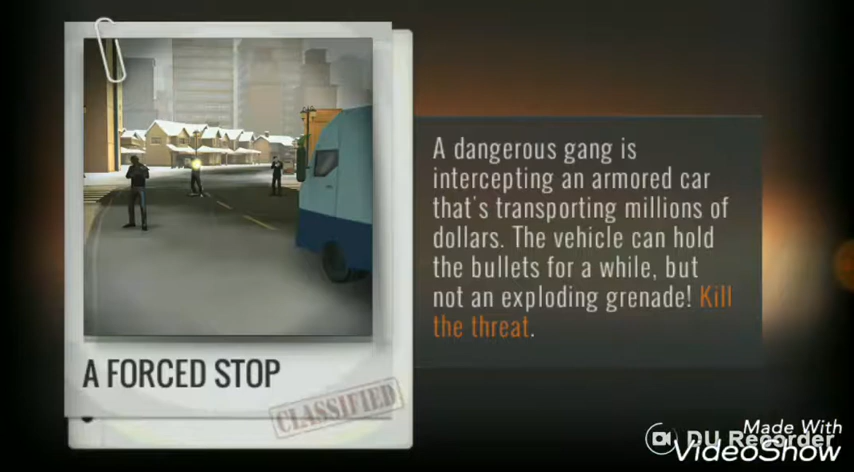 A dangerous gang is
intercepting an armored car
that's transporting millions of
dollars. The vehicle can hold
the bullets for a while, but
not an exploding grenade! Kill
the threat.
A FORCED STOP
CLASSIFIED
Made With
DU Recorder
VideoShow